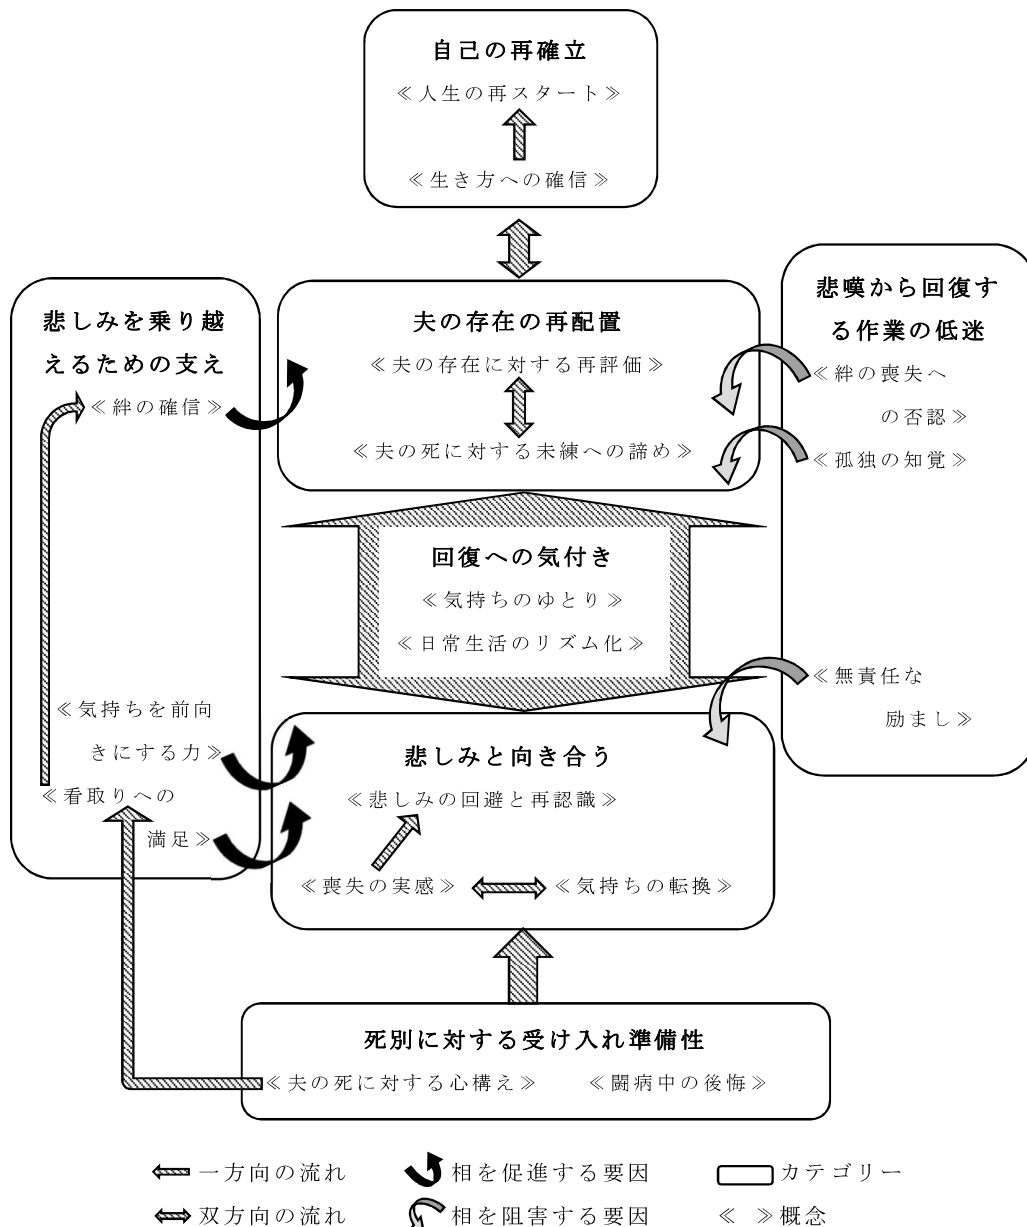 自己の再確立
≪人生の再スタート≫
≪生き方への確信≫
悲しみを乗り越
えるための支え
≪絆の確信≫
≪気持ちを前向
きにする力≫
≪看取りへの
満足≫
夫の存在の再配置
≪夫の存在に対する再評価≫
≪夫の死に対する未練への諦め≫
悲嘆から回復す
る作業の低迷
≪絆の喪失へ
の否認≫
≪孤独の知覚≫
≪無責任な
励まし≫
回復への気付き
≪気持ちのゆとり≫
≪日常生活のリズム化≫
悲しみと向き合う
≪悲しみの回避と再認識≫
≪喪失の実感≫
≪気持ちの転換≫
死別に対する受け入れ準備性
≪夫の死に対する心構え≫
≪闘病中の後悔≫
一方向の流れ
相を促進する要因
カテゴリー
双方向の流れ
相を阻害する要因
≪ ≫概念